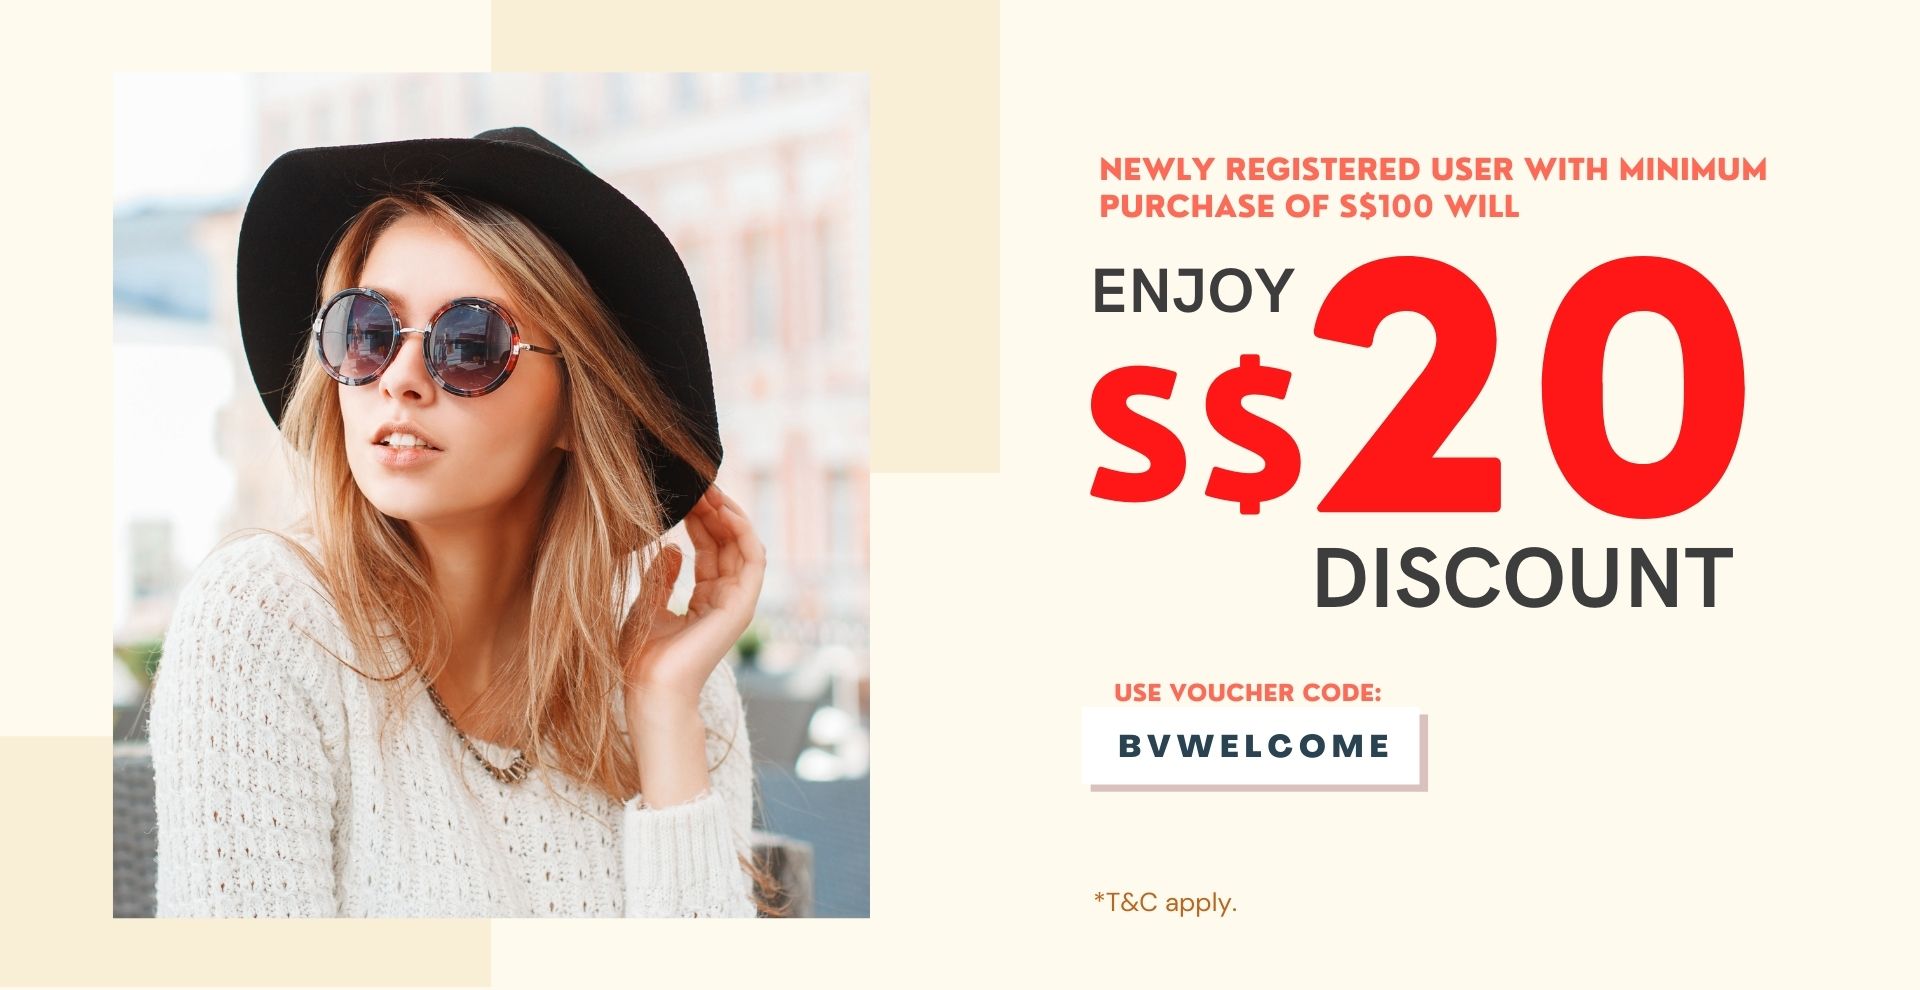 NEWLY REGISTERED USER WITH MINIMUM
PURCHASE OF S$100 WILL
ENJOY
S$20
DISCOUNT
USE VOUCHER CODE:
BVWELCOME
*T&C apply.